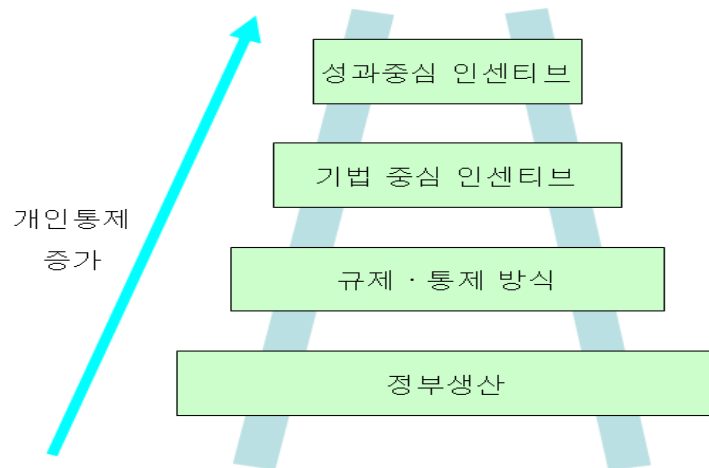 성과중심 인센티브
기법 중심 인센티브
개인통제
증가
규제 · 통제 방식
정부생산